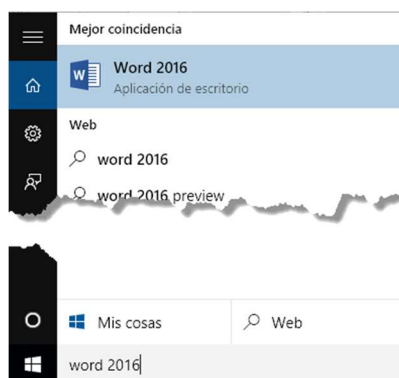 Mejor coincidencia
Word 2016
Aplicación de escritorio
Web
word 2016
word 2016 preview
Mis cosas
Web
word 2016